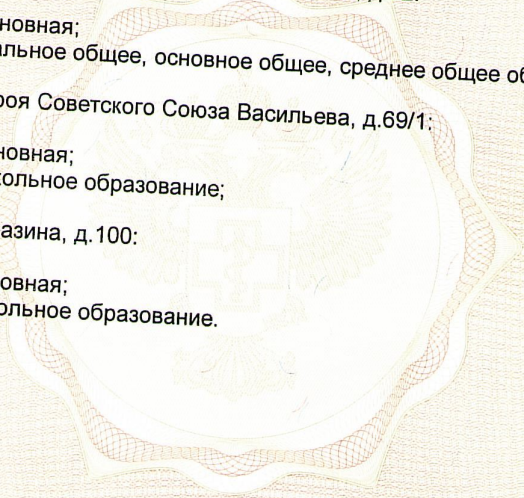 новная;
льное общее, основное общее, среднее общее об
роя Советского Союза Васильева, д.69/1:
новная;
кольное образование;
азина, д.100:
овная;
ольное образование.